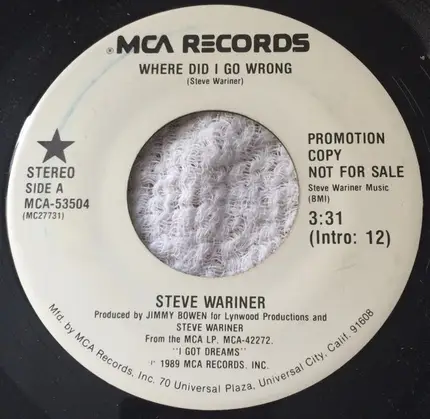 ®MCA RECORDS
WHERE DID I GO WRONG
(Steve Wariner)
STEREO
SIDE A
MCA-53504
(MC27731)
PROMOTION
COPY
NOT FOR SALE
Steve Wariner Music
(BMI)
3:31
(Intro: 12)
STEVE WARINER
Produced by JIMMY BOWEN for Lynwood Productions and
STEVE WARINER
From the MCA LP, MCA-42272.
"I GOT DREAMS"
℗ 1989 MCA RECORDS, INC.
Mfg. by MCA Records, Inc. 70 Universal Plaza, Universal City, Calif. 91608